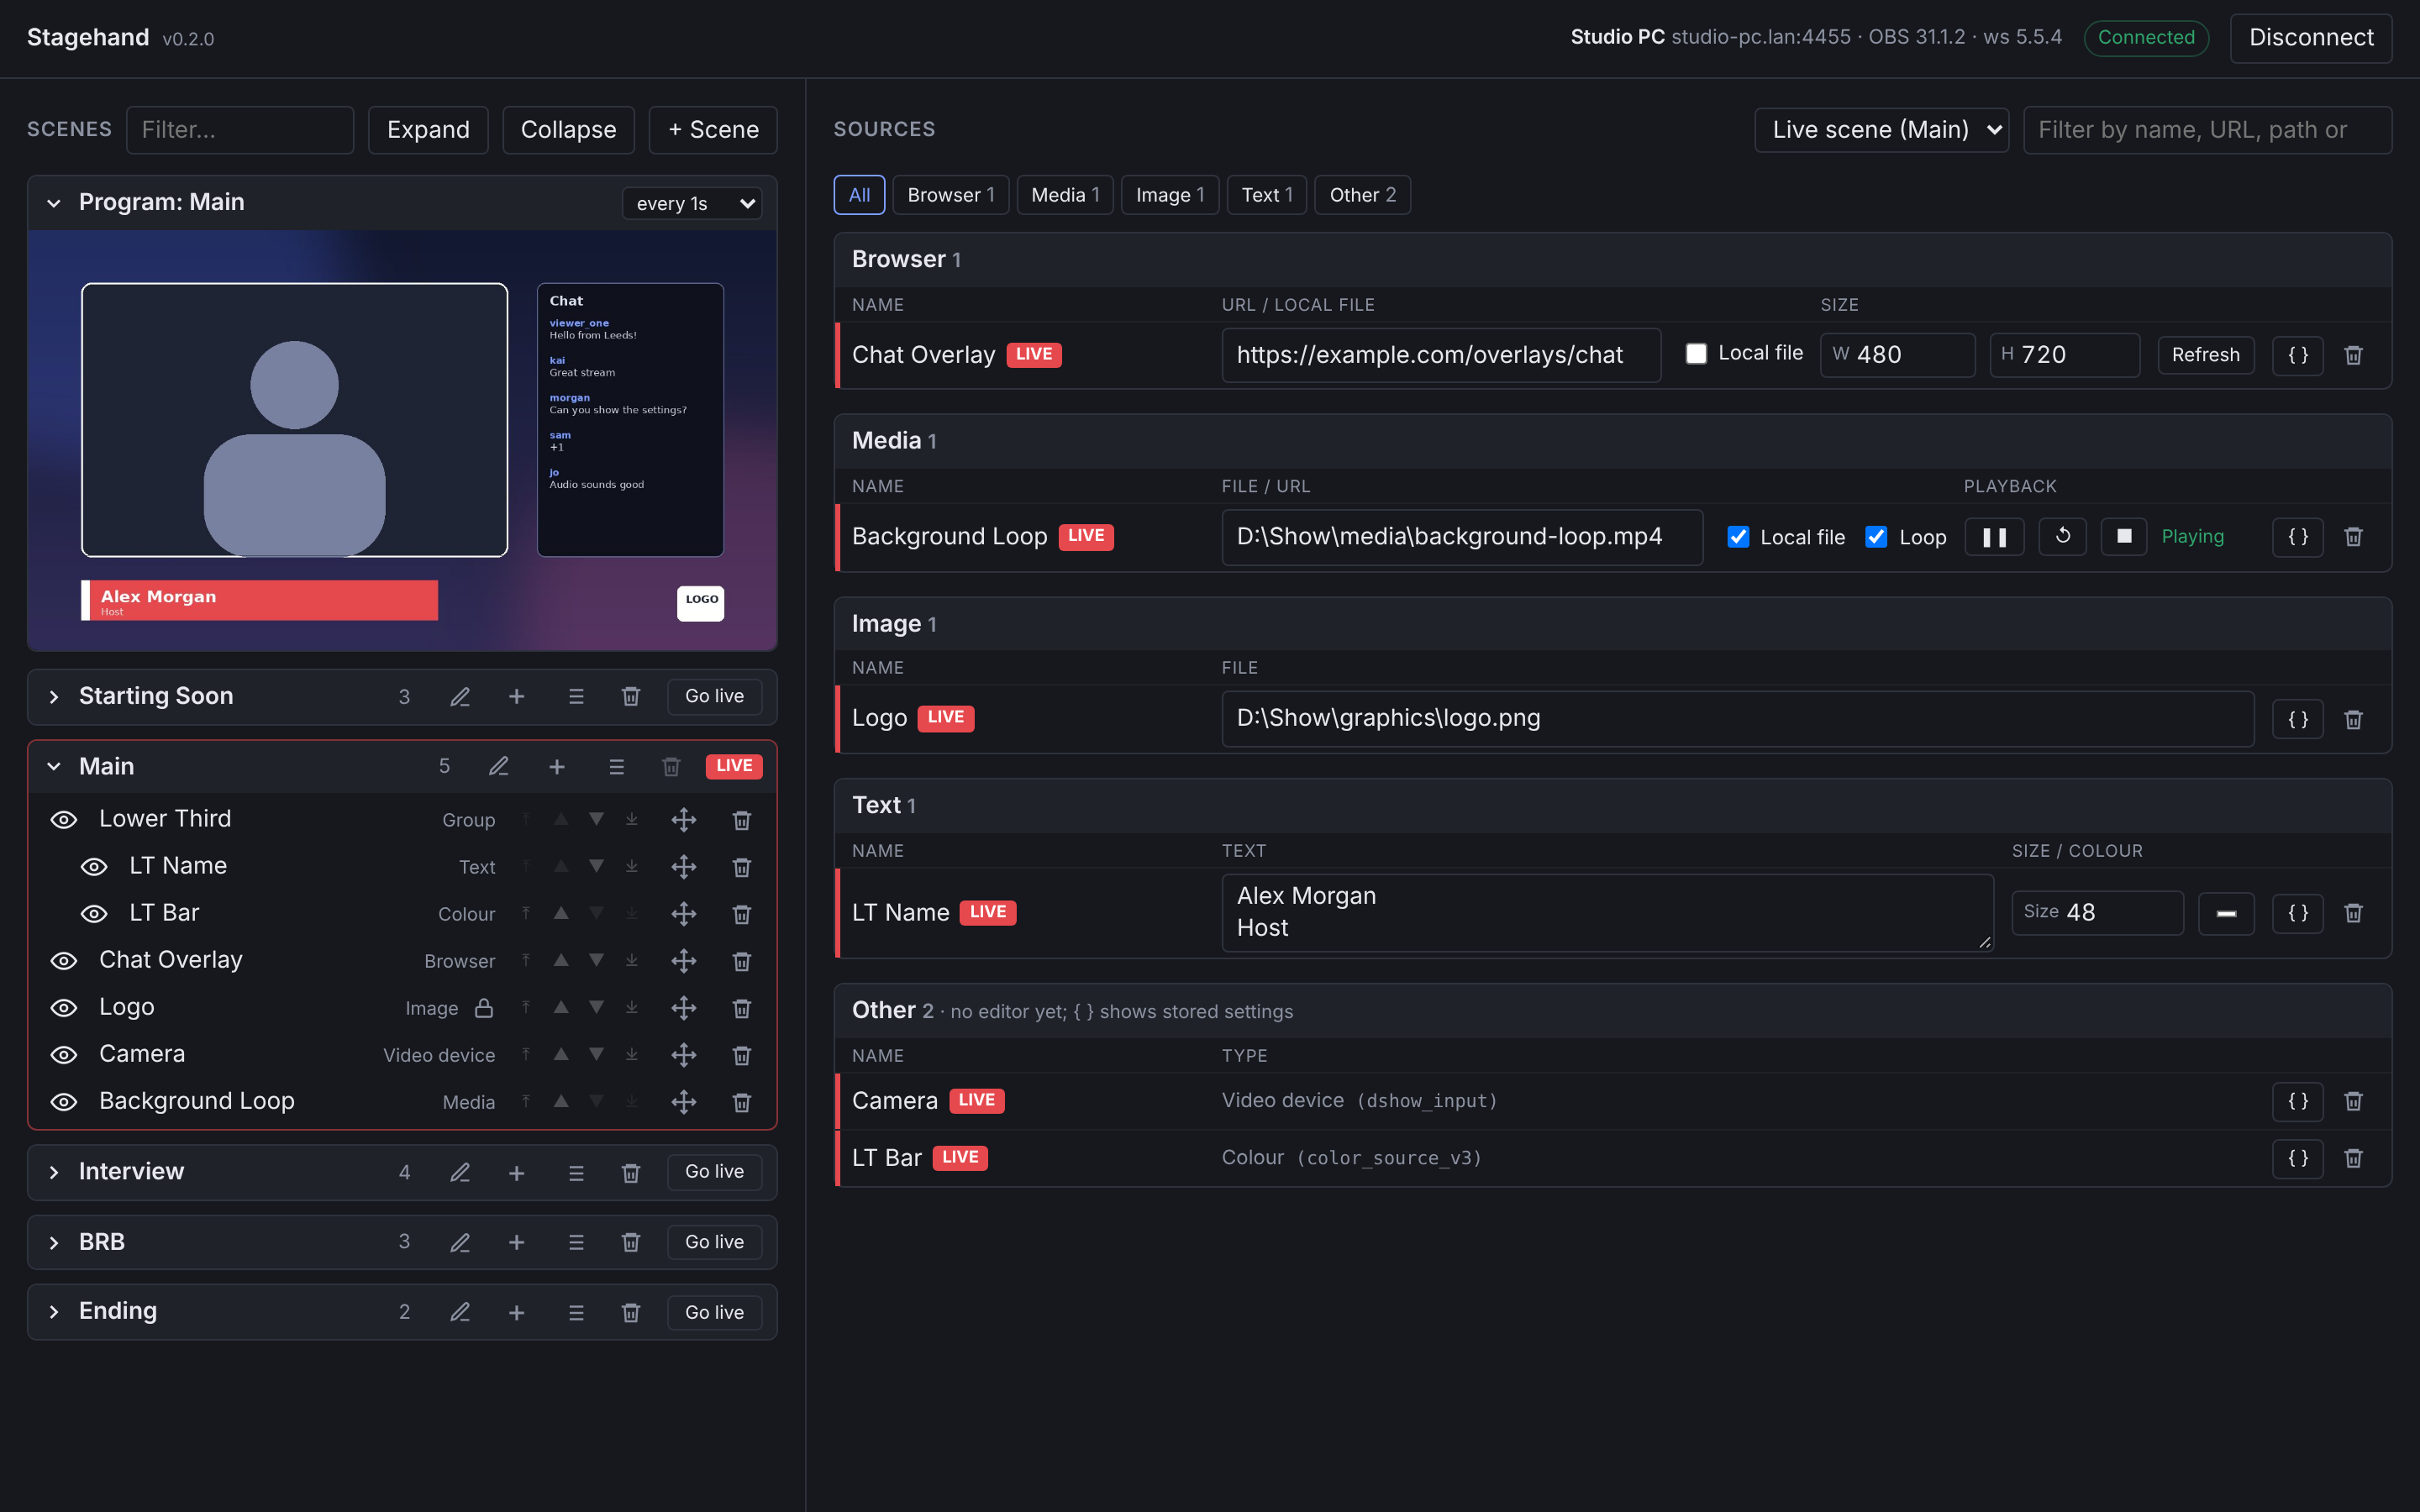 Stagehand v0.2.0
Studio PC studio-pc.lan:4455 · OBS 31.1.2 · ws 5.5.4 Connected Disconnect
SCENES Filter... Expand Collapse + Scene
Program: Main every 1s
Chat
viewer_one
Hello from Leeds!
kai
Great stream
morgan
Can you show the settings?
sam
+1
jo
Audio sounds good
Alex Morgan
Host
LOGO
Starting Soon 3 Go live
Main 5 LIVE
Lower Third Group
LT Name Text
LT Bar Colour
Chat Overlay Browser
Logo Image
Camera Video device
Background Loop Media
Interview 4 Go live
BRB 3 Go live
Ending 2 Go live
SOURCES Live scene (Main) Filter by name, URL, path or
All Browser 1 Media 1 Image 1 Text 1 Other 2
Browser 1
NAME URL / LOCAL FILE SIZE
Chat Overlay LIVE https://example.com/overlays/chat Local file W 480 H 720 Refresh { }
Media 1
NAME FILE / URL PLAYBACK
Background Loop LIVE D:\Show\media\background-loop.mp4 Local file Loop Playing { }
Image 1
NAME FILE
Logo LIVE D:\Show\graphics\logo.png { }
Text 1
NAME TEXT SIZE / COLOUR
LT Name LIVE Alex Morgan Size 48 { }
Host
Other 2 · no editor yet; { } shows stored settings
NAME TYPE
Camera LIVE Video device (dshow_input) { }
LT Bar LIVE Colour (color_source_v3) { }